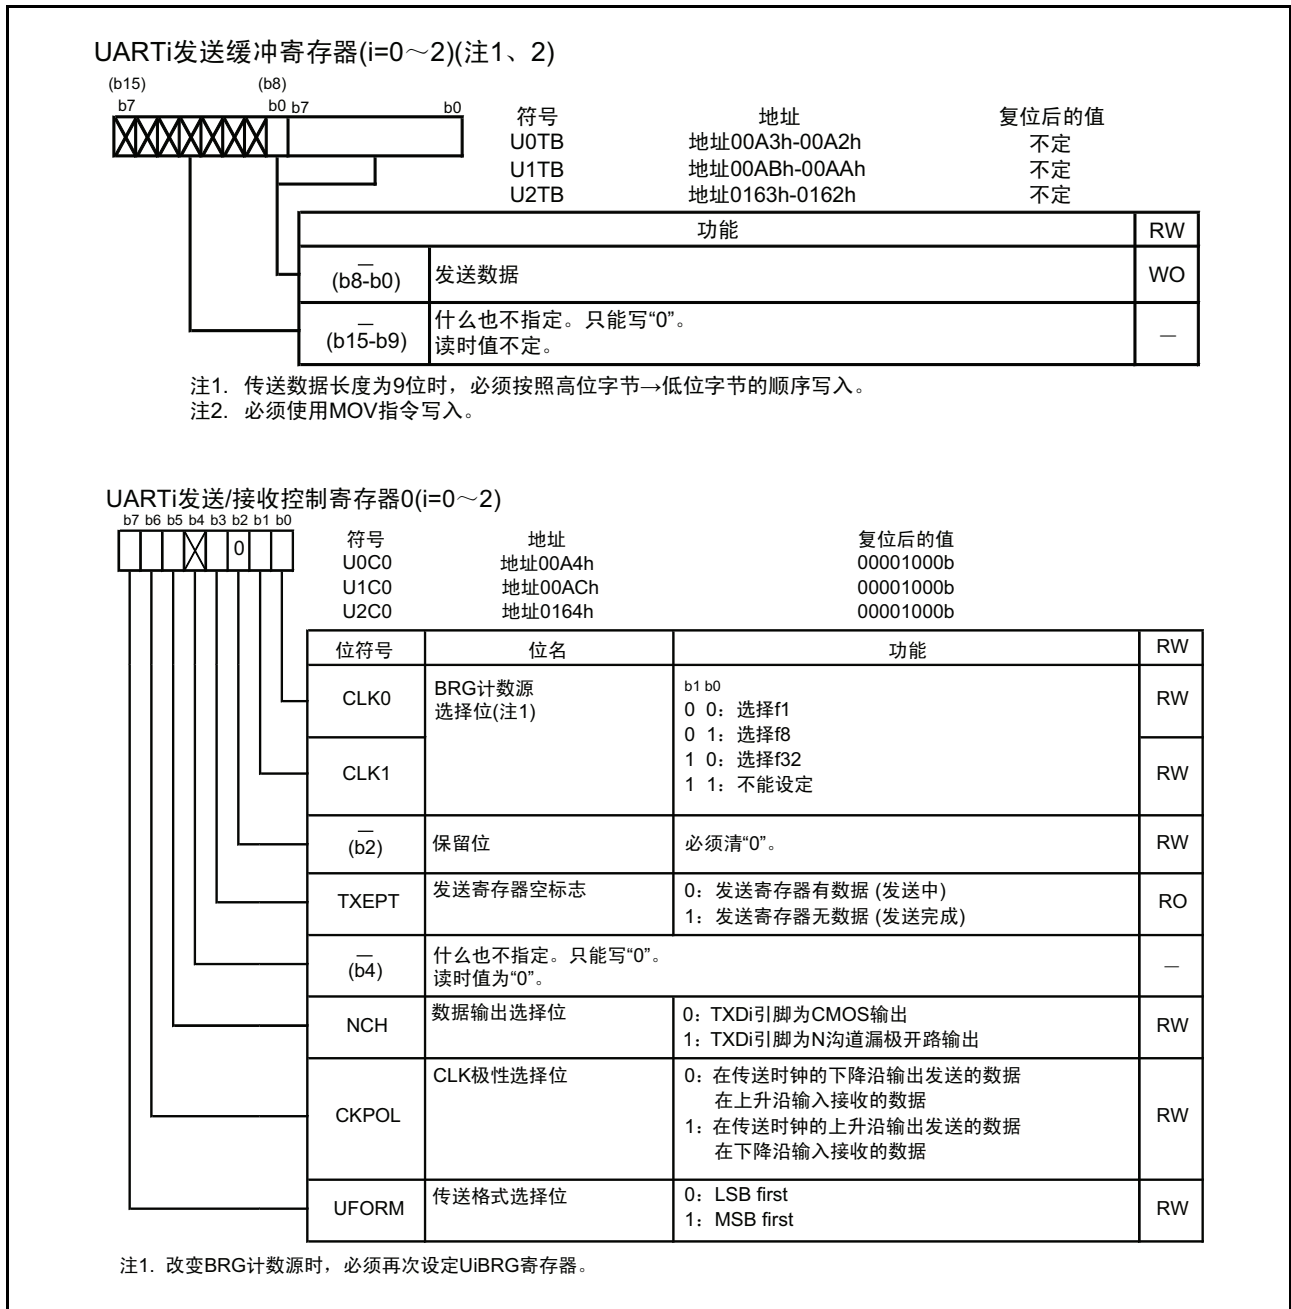 UARTi发送缓冲寄存器(i=0～2)(注1、2)
(b15) (b8)
b7 b0 b7 b0
符号 地址 复位后的值
U0TB 地址00A3h-00A2h 不定
U1TB 地址00ABh-00AAh 不定
U2TB 地址0163h-0162h 不定
功能 RW
—
(b8-b0) 发送数据 WO
—
(b15-b9) 什么也不指定。只能写“0”。
读时值不定。 —
注1. 传送数据长度为9位时，必须按照高位字节→低位字节的顺序写入。
注2. 必须使用MOV指令写入。
UARTi发送/接收控制寄存器0(i=0～2)
b7 b6 b5 b4 b3 b2 b1 b0
0
符号 地址 复位后的值
U0C0 地址00A4h 00001000b
U1C0 地址00ACh 00001000b
U2C0 地址0164h 00001000b
位符号 位名 功能 RW
CLK0 BRG计数源
选择位(注1)
b1 b0
0 0：选择f1
0 1：选择f8
1 0：选择f32
1 1：不能设定
RW
CLK1 RW
—
(b2) 保留位 必须清“0”。 RW
TXEPT 发送寄存器空标志 0：发送寄存器有数据 (发送中)
1：发送寄存器无数据 (发送完成)
RO
—
(b4) 什么也不指定。只能写“0”。
读时值为“0”。 —
NCH 数据输出选择位 0：TXDi引脚为CMOS输出
1：TXDi引脚为N沟道漏极开路输出
RW
CKPOL CLK极性选择位 0：在传送时钟的下降沿输出发送的数据
在上升沿输入接收的数据
1：在传送时钟的上升沿输出发送的数据
在下降沿输入接收的数据
RW
UFORM 传送格式选择位 0：LSB first
1：MSB first
RW
注1. 改变BRG计数源时，必须再次设定UiBRG寄存器。